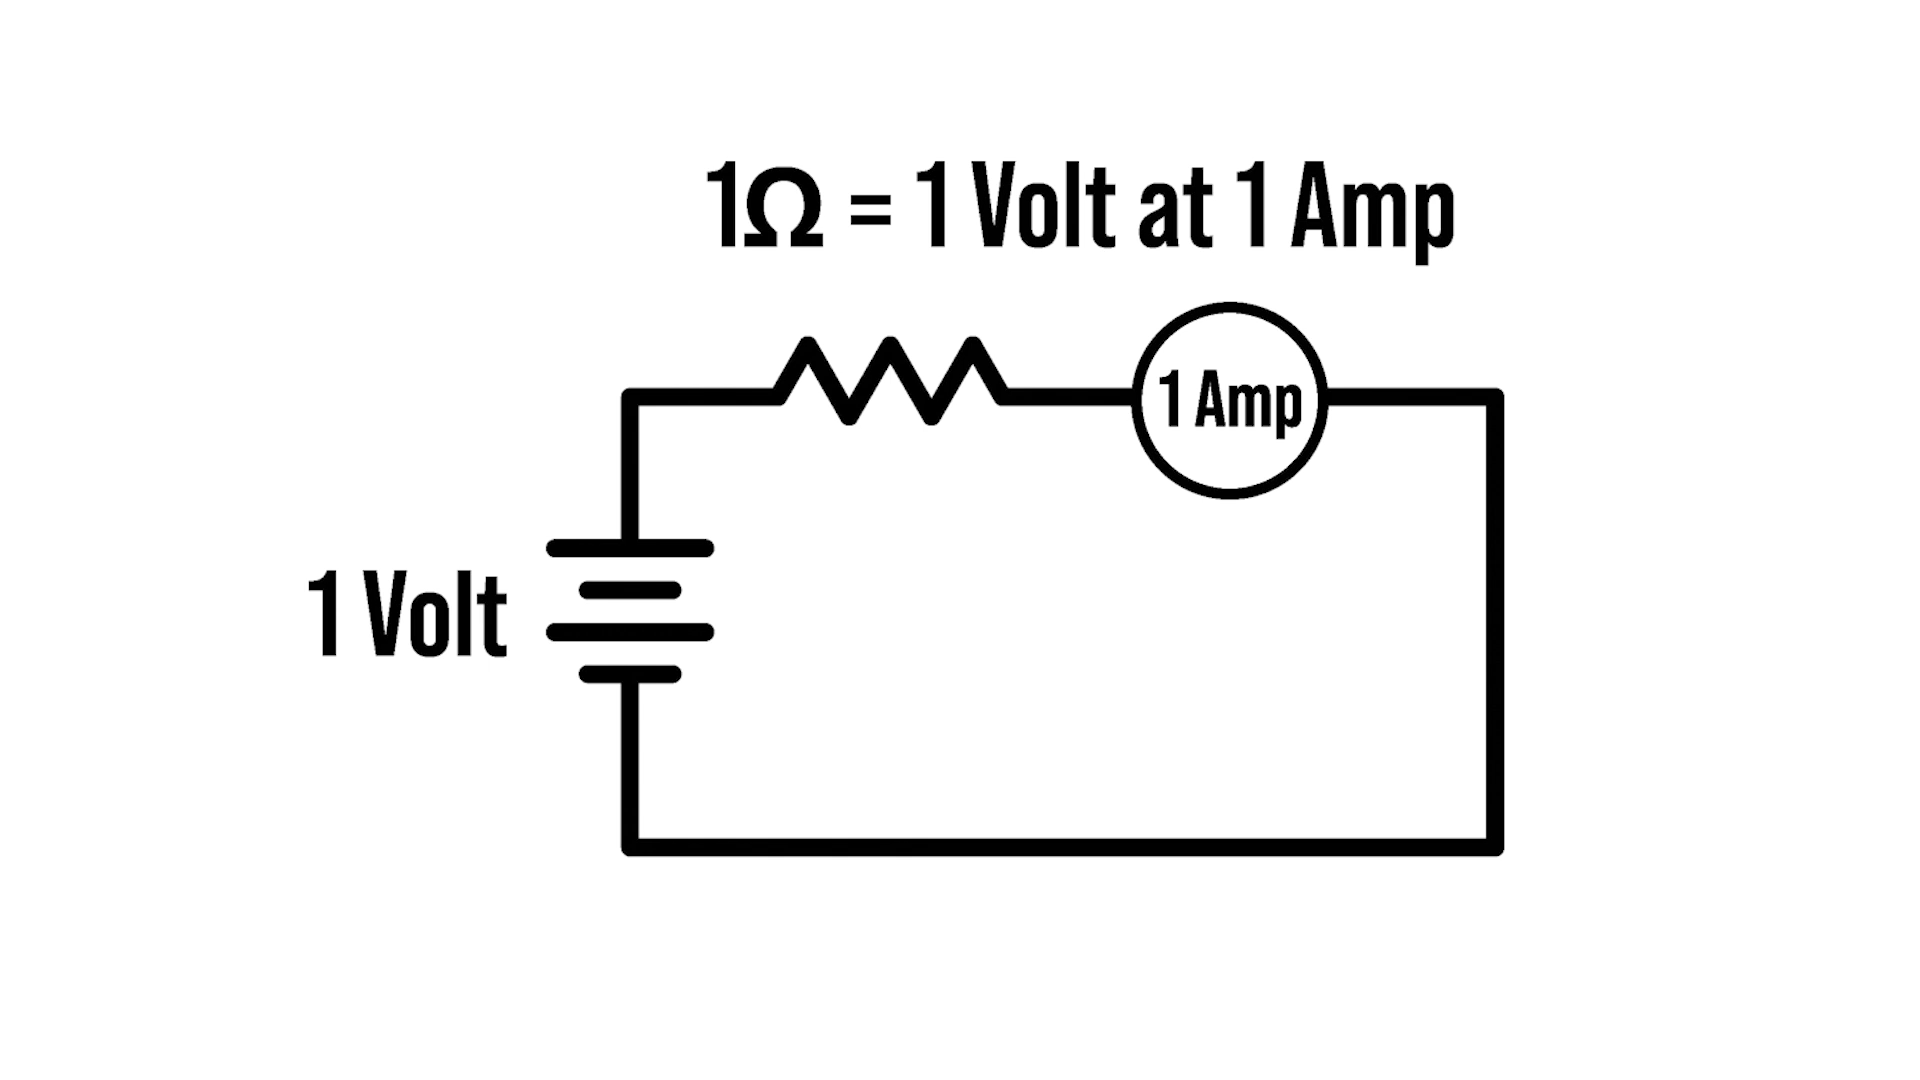 1Ω = 1 Volt at 1 Amp
1 Amp
1 Volt